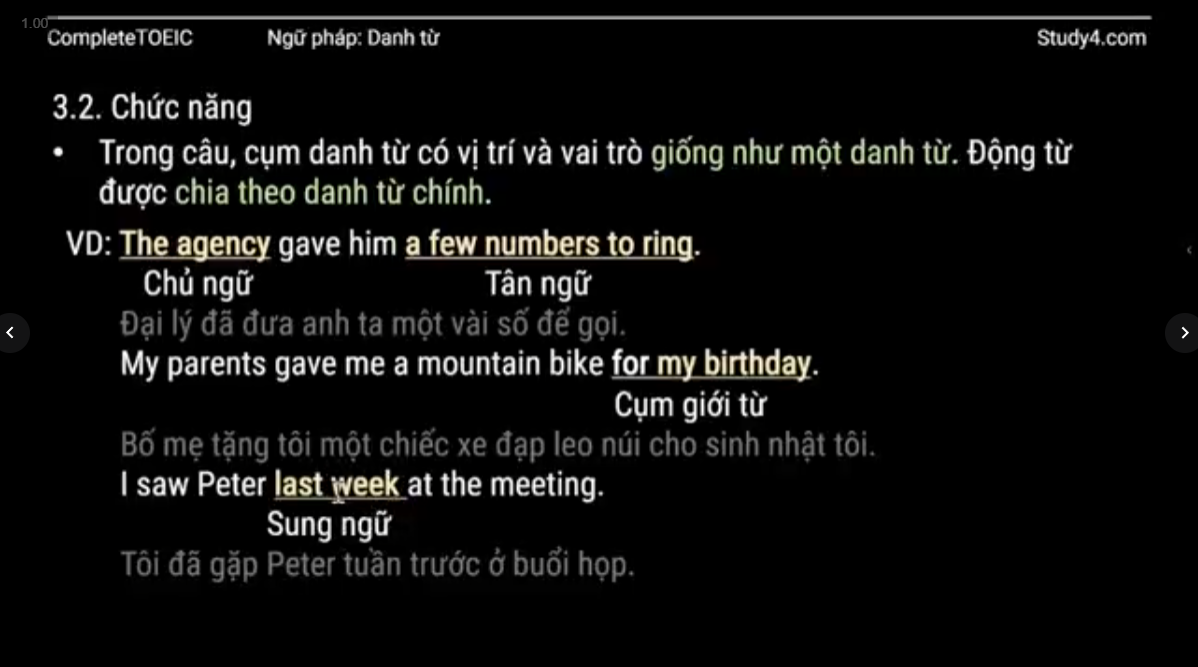 1.00
CompleteTOEIC Ngữ pháp: Danh từ Study4.com
3.2. Chức năng
• Trong câu, cụm danh từ có vị trí và vai trò giống như một danh từ. Động từ
được chia theo danh từ chính.
VD: The agency gave him a few numbers to ring.
Chủ ngữ Tân ngữ
Đại lý đã đưa anh ta một vài số để gọi.
My parents gave me a mountain bike for my birthday.
Cụm giới từ
Bố mẹ tặng tôi một chiếc xe đạp leo núi cho sinh nhật tôi.
I saw Peter last week at the meeting.
Sung ngữ
Tôi đã gặp Peter tuần trước ở buổi họp.